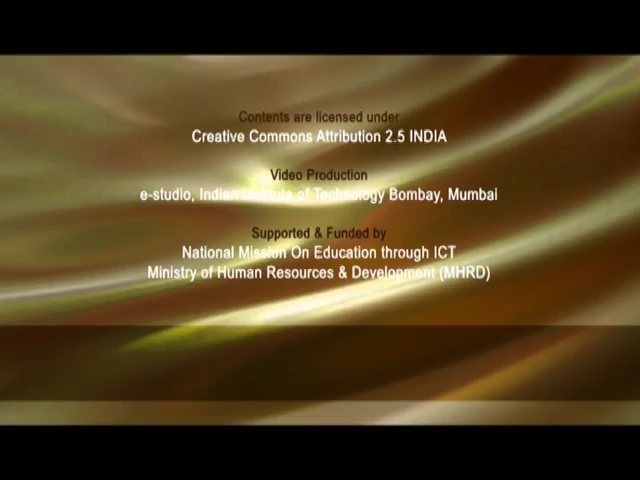 Contents are licensed under
Creative Commons Attribution 2.5 INDIA
Video Production
e-studio, Indian Institute of Technology Bombay, Mumbai
Supported & Funded by
National Mission On Education through ICT
Ministry of Human Resources & Development (MHRD)